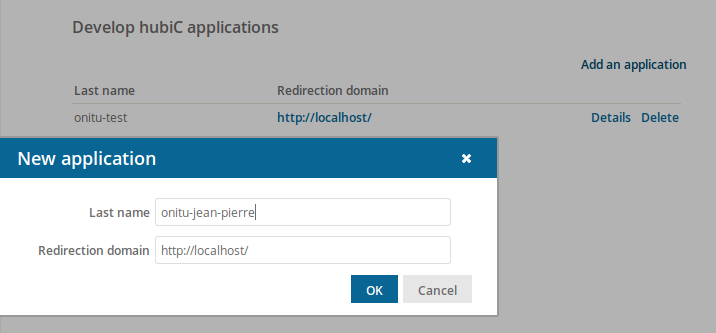 Develop hubiC applications
Add an application
Last name Redirection domain
onitu-test http://localhost/ Details Delete
New application
Last name onitu-jean-pierre
Redirection domain http://localhost/
OK Cancel